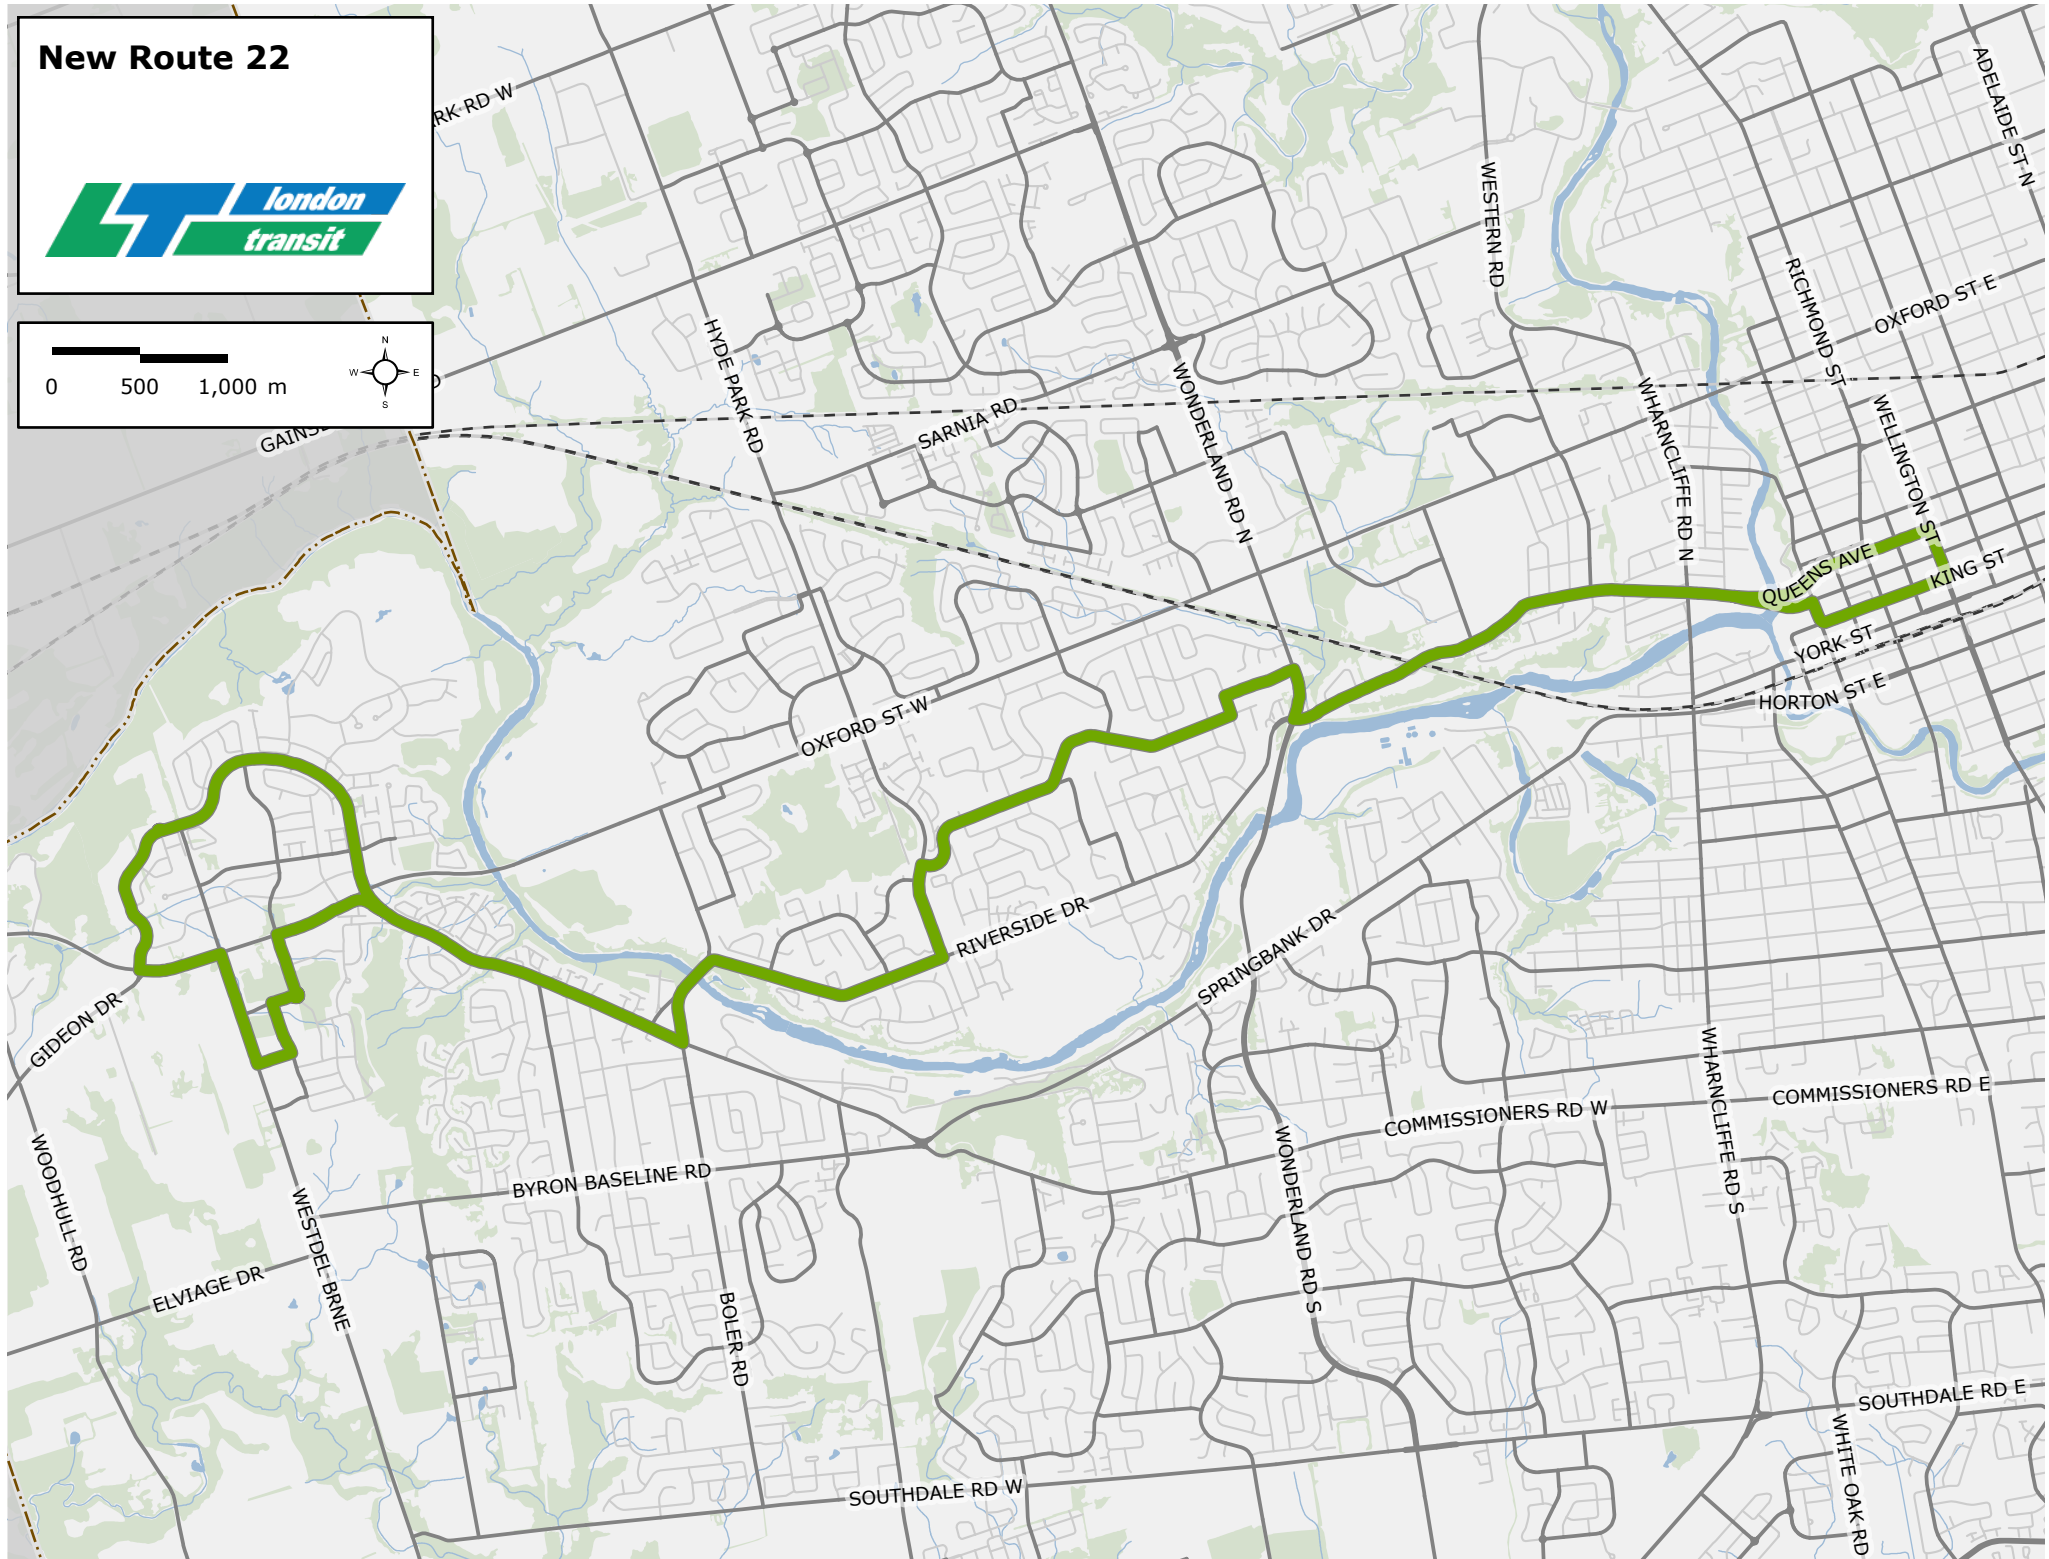 New Route 22
london
transit
0 500 1,000 m
N
W E
S
RK RD W
ADELAIDE ST N
WESTERN RD
RICHMOND ST
OXFORD ST E
HYDE PARK RD
WONDERLAND RD N
WHARNCLIFFE RD N
WELLINGTON ST
SARNIA RD
QUEENS AVE
KING ST
YORK ST
HORTON ST E
OXFORD ST W
RIVERSIDE DR
SPRINGBANK DR
GIDEON DR
WHARNCLIFFE RD S
COMMISSIONERS RD E
COMMISSIONERS RD W
WOODHULL RD
BYRON BASELINE RD
WESTDEL BRNE
WONDERLAND RD S
ELVIAGE DR
BOLER RD
SOUTHDALE RD E
SOUTHDALE RD W
WHITE OAK RD